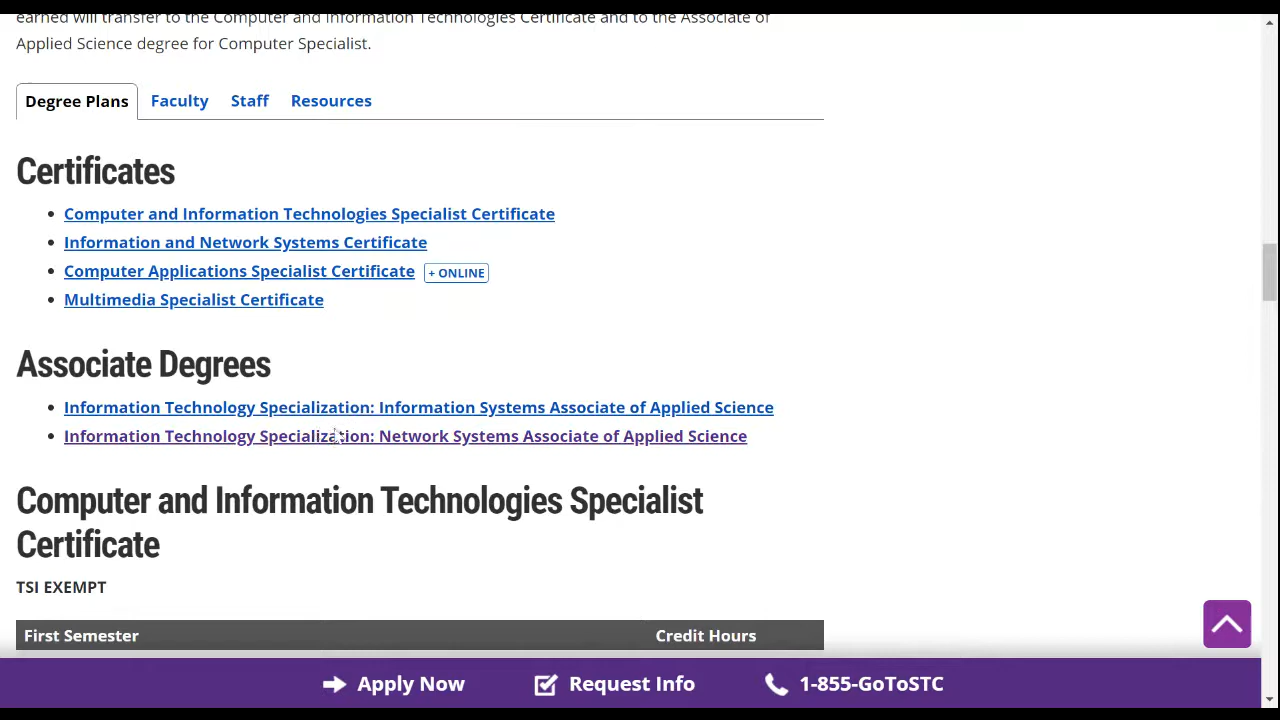 earned will transfer to the Computer and Information Technologies Certificate and to the Associate of
Applied Science degree for Computer Specialist.
Degree Plans Faculty Staff Resources
Certificates
Computer and Information Technologies Specialist Certificate
Information and Network Systems Certificate
Computer Applications Specialist Certificate + ONLINE
Multimedia Specialist Certificate
Associate Degrees
Information Technology Specialization: Information Systems Associate of Applied Science
Information Technology Specialization: Network Systems Associate of Applied Science
Computer and Information Technologies Specialist
Certificate
TSI EXEMPT
First Semester Credit Hours
Apply Now Request Info 1-855-GoToSTC